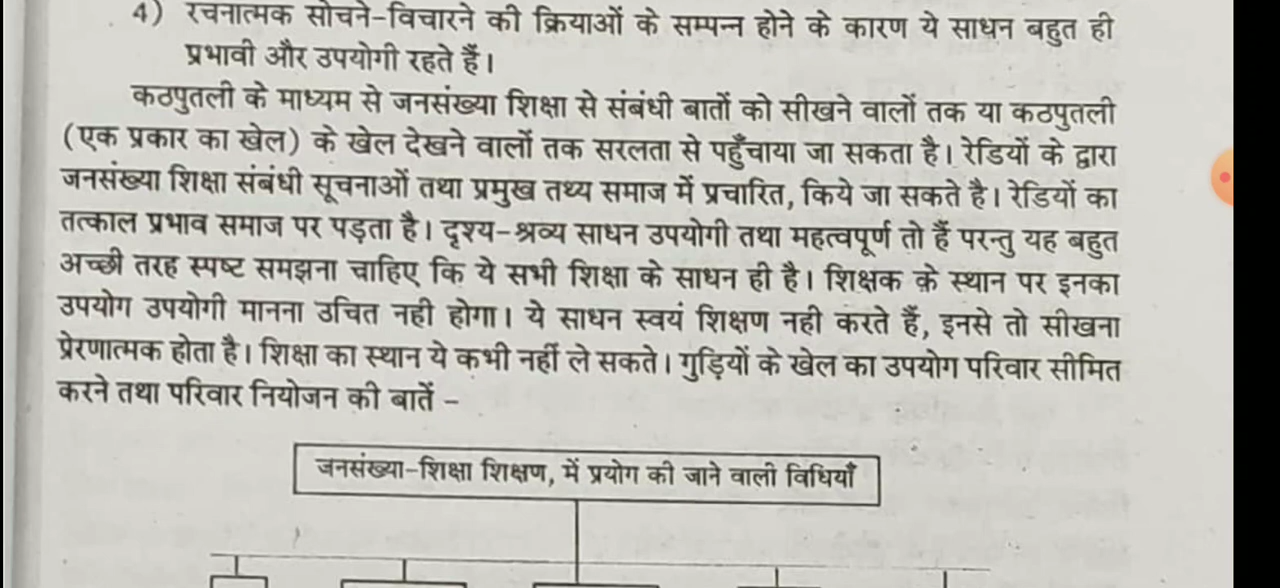 4) रचनात्मक सोचने-विचारने की क्रियाओं के सम्पन्न होने के कारण ये साधन बहुत ही
प्रभावी और उपयोगी रहते हैं।
कठपुतली के माध्यम से जनसंख्या शिक्षा से संबंधी बातों को सीखने वालों तक या कठपुतली
(एक प्रकार का खेल) के खेल देखने वालों तक सरलता से पहुँचाया जा सकता है। रेडियों के द्वारा
जनसंख्या शिक्षा संबंधी सूचनाओं तथा प्रमुख तथ्य समाज में प्रचारित, किये जा सकते है। रेडियों का
तत्काल प्रभाव समाज पर पड़ता है। दृश्य-श्रव्य साधन उपयोगी तथा महत्वपूर्ण तो हैं परन्तु यह बहुत
अच्छी तरह स्पष्ट समझना चाहिए कि ये सभी शिक्षा के साधन ही है। शिक्षक के स्थान पर इनका
उपयोग उपयोगी मानना उचित नही होगा। ये साधन स्वयं शिक्षण नही करते हैं, इनसे तो सीखना
प्रेरणात्मक होता है। शिक्षा का स्थान ये कभी नहीं ले सकते। गुड़ियों के खेल का उपयोग परिवार सीमित
करने तथा परिवार नियोजन की बातें –
जनसंख्या-शिक्षा शिक्षण, में प्रयोग की जाने वाली विधियाँ